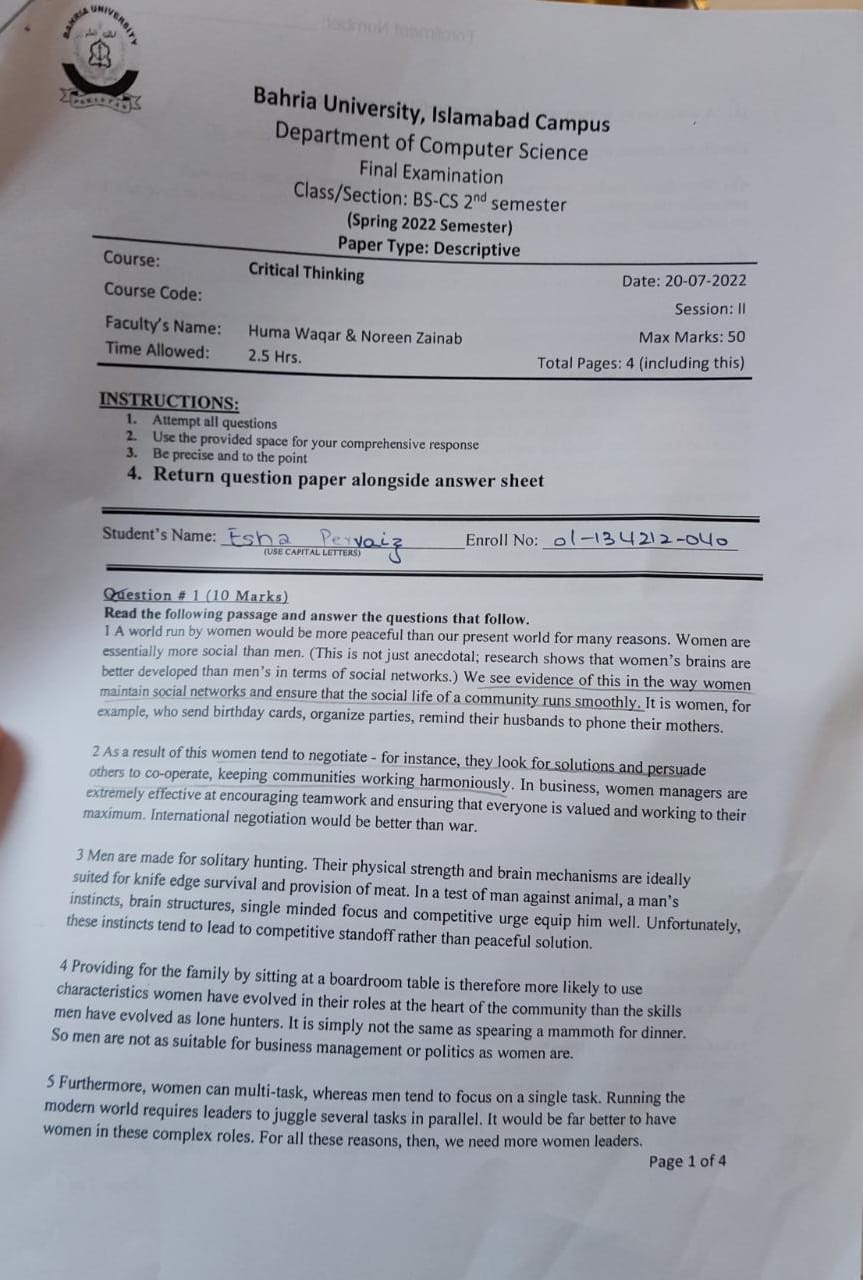 BAHRIA UNIVERSITY
PAKISTAN
Bahria University, Islamabad Campus
Department of Computer Science
Final Examination
Class/Section: BS-CS 2nd semester
(Spring 2022 Semester)
Paper Type: Descriptive
Course: Critical Thinking Date: 20-07-2022
Course Code: Session: II
Faculty's Name: Huma Waqar & Noreen Zainab Max Marks: 50
Time Allowed: 2.5 Hrs. Total Pages: 4 (including this)
INSTRUCTIONS:
1. Attempt all questions
2. Use the provided space for your comprehensive response
3. Be precise and to the point
4. Return question paper alongside answer sheet
Student's Name: Esha Pervaiz Enroll No: 01-134212-040
(USE CAPITAL LETTERS)
Question # 1 (10 Marks)
Read the following passage and answer the questions that follow.
1 A world run by women would be more peaceful than our present world for many reasons. Women are
essentially more social than men. (This is not just anecdotal; research shows that women's brains are
better developed than men's in terms of social networks.) We see evidence of this in the way women
maintain social networks and ensure that the social life of a community runs smoothly. It is women, for
example, who send birthday cards, organize parties, remind their husbands to phone their mothers.
2 As a result of this women tend to negotiate - for instance, they look for solutions and persuade
others to co-operate, keeping communities working harmoniously. In business, women managers are
extremely effective at encouraging teamwork and ensuring that everyone is valued and working to their
maximum. International negotiation would be better than war.
3 Men are made for solitary hunting. Their physical strength and brain mechanisms are ideally
suited for knife edge survival and provision of meat. In a test of man against animal, a man's
instincts, brain structures, single minded focus and competitive urge equip him well. Unfortunately,
these instincts tend to lead to competitive standoff rather than peaceful solution.
4 Providing for the family by sitting at a boardroom table is therefore more likely to use
characteristics women have evolved in their roles at the heart of the community than the skills
men have evolved as lone hunters. It is simply not the same as spearing a mammoth for dinner.
So men are not as suitable for business management or politics as women are.
5 Furthermore, women can multi-task, whereas men tend to focus on a single task. Running the
modern world requires leaders to juggle several tasks in parallel. It would be far better to have
women in these complex roles. For all these reasons, then, we need more women leaders.
Page 1 of 4